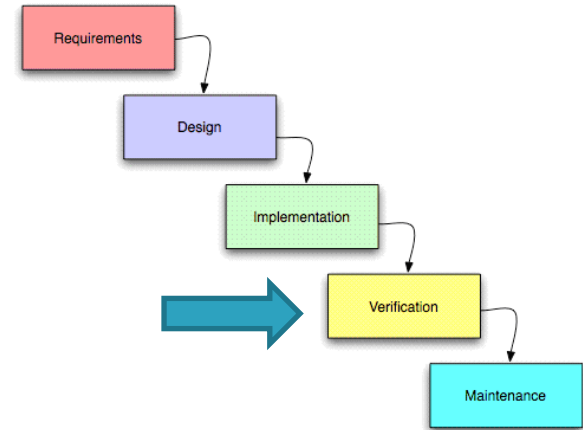 Requirements
Design
Implementation
Verification
Maintenance